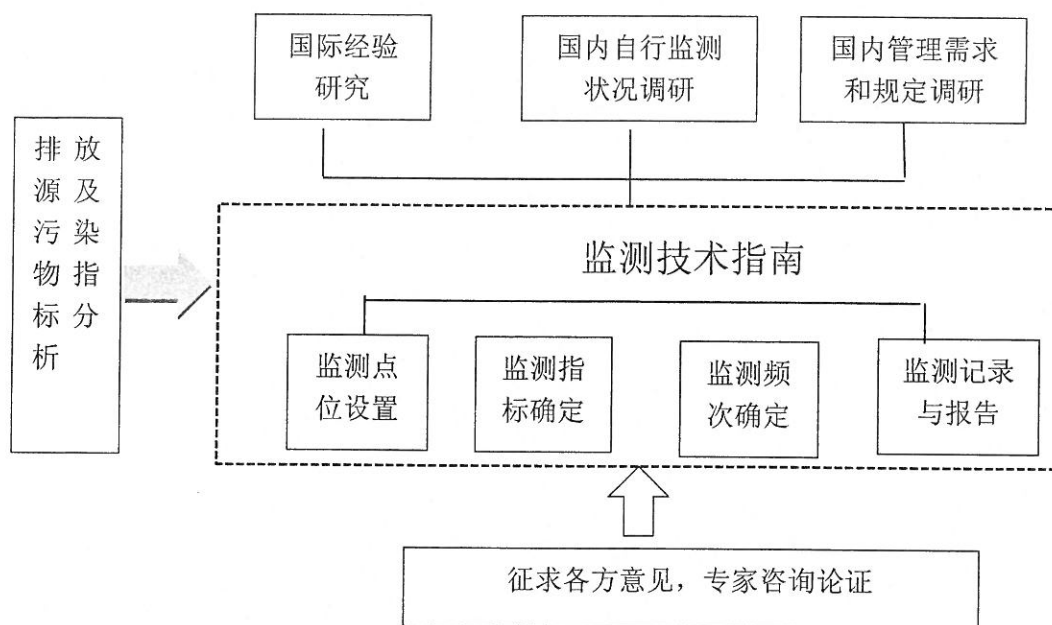 国际经验
研究
国内自行监测
状况调研
国内管理需求
和规定调研
排放
源及
污染
物指
标分
析
监测技术指南
监测点
位设置
监测指
标确定
监测频
次确定
监测记录
与报告
征求各方意见，专家咨询论证